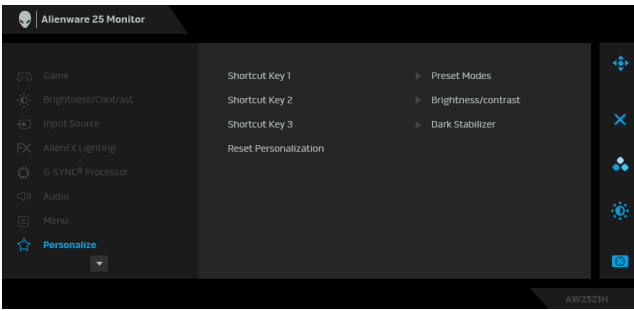 Alienware 25 Monitor
Game
Brightness/Contrast
Input Source
AlienFX Lighting
G-SYNC® Processor
Audio
Menu
Personalize
Shortcut Key 1 Preset Modes
Shortcut Key 2 Brightness/contrast
Shortcut Key 3 Dark Stabilizer
Reset Personalization
AW2521H